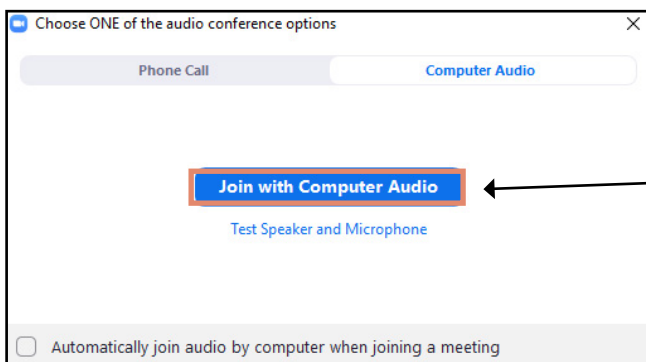 Choose ONE of the audio conference options
Phone Call
Computer Audio
Join with Computer Audio
Test Speaker and Microphone
Automatically join audio by computer when joining a meeting